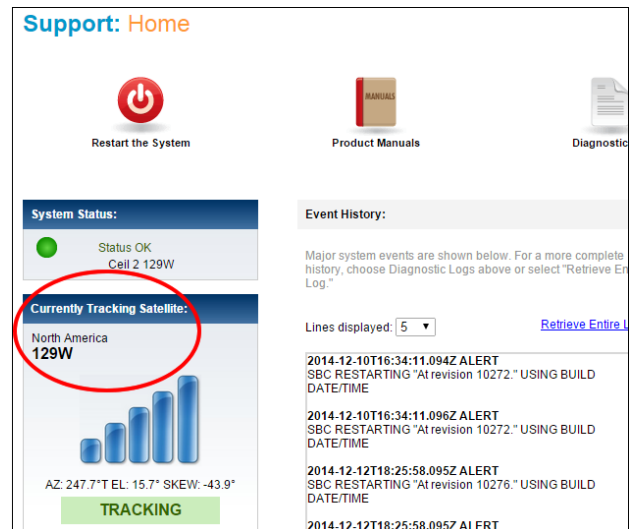 Support: Home
MANUALS
Restart the System
Product Manuals
Diagnostic
System Status:
Status OK
Ceil 2 129W
Currently Tracking Satellite:
North America
129W
AZ: 247.7°T EL: 15.7° SKEW: -43.9°
TRACKING
Event History:
Major system events are shown below. For a more complete
history, choose Diagnostic Logs above or select "Retrieve En
Log."
Lines displayed: 5
Retrieve Entire L
2014-12-10T16:34:11.094Z ALERT
SBC RESTARTING "At revision 10272." USING BUILD
DATE/TIME
2014-12-10T16:34:11.096Z ALERT
SBC RESTARTING "At revision 10272." USING BUILD
DATE/TIME
2014-12-12T18:25:58.095Z ALERT
SBC RESTARTING "At revision 10276." USING BUILD
DATE/TIME
2014-12-12T18:25:58.095Z ALERT